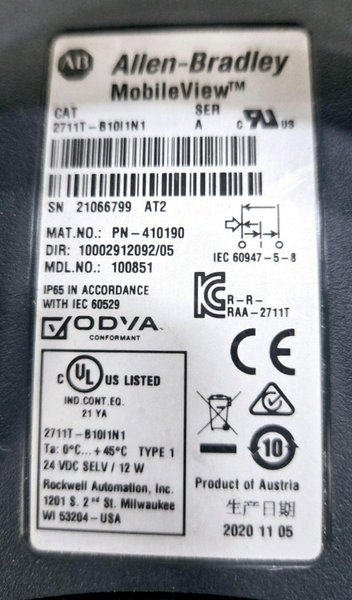 AB Allen-Bradley
MobileView™
CAT SER
2711T-B10I1N1 A c UR US
SN 21066799 AT2
MAT.NO.: PN-410190
DIR: 10002912092/05
MDL.NO.: 100851
IEC 60947-5-8
IP65 IN ACCORDANCE
WITH IEC 60529
R-R-
RAA-2711T
ODVA
CONFORMANT
CE
C UL US LISTED
IND.CONT.EQ.
21 YA
2711T-B10I1N1
Ta: 0°C...+45°C TYPE 1
24 VDC SELV / 12 W
Rockwell Automation, Inc.
1201 S. 2nd St. Milwaukee
WI 53204-USA
10
Product of Austria
生产日期
2020 11 05